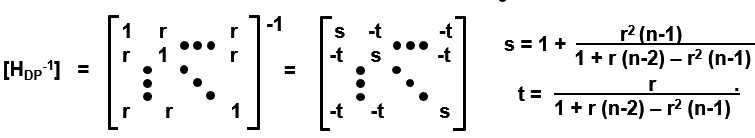 [H_DP⁻¹] = [ 1 r ••• r ]⁻¹ = [ s -t ••• -t ] s = 1 + r² (n-1) / 1 + r (n-2) – r² (n-1)
r 1 r -t s -t
r r 1 -t -t s t = r / 1 + r (n-2) – r² (n-1) .